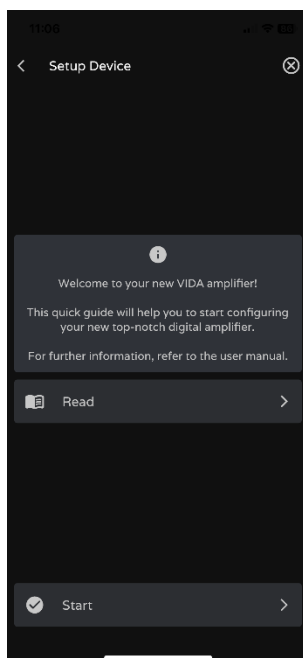 11:06
Setup Device
Welcome to your new VIDA amplifier!
This quick guide will help you to start configuring
your new top-notch digital amplifier.
For further information, refer to the user manual.
Read
Start